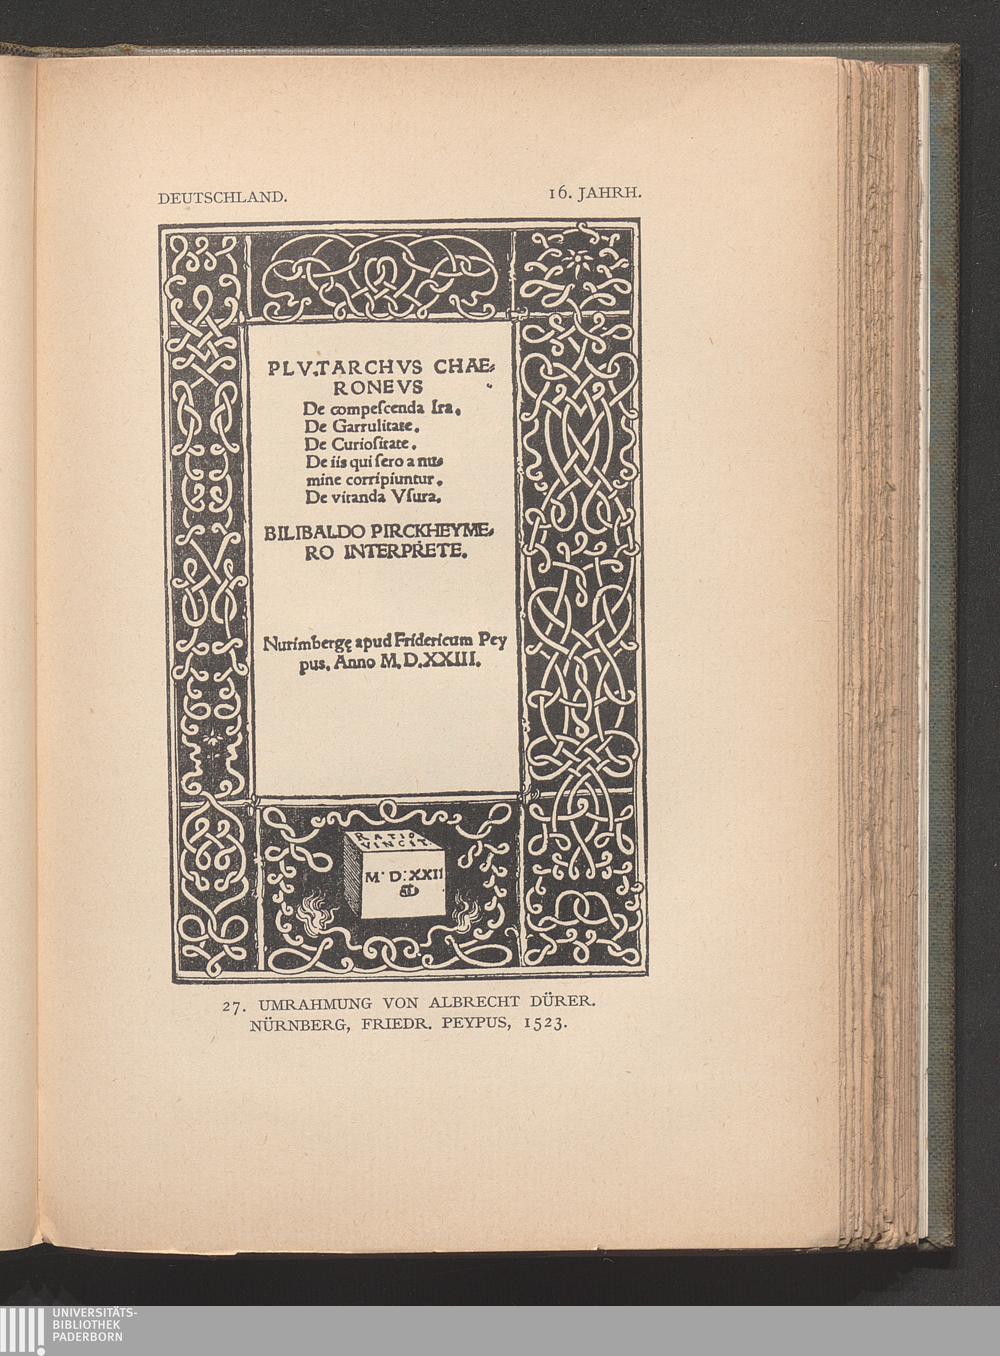 DEUTSCHLAND. 16. JAHRH.
PLVTARCHVS CHAE-
RONEVS
De compeſcenda Ira.
De Garrulitate.
De Curioſitate.
De iis qui ſero a nu-
mine corripiuntur.
De vitanda Vſura.
BILIBALDO PIRCKHEYME-
RO INTERPRETE.
Nurimbergę apud Fridericum Pey
pus. Anno M.D.XXIII.
RATIO
VINCIT.
M·D:XXII
AD
27. UMRAHMUNG VON ALBRECHT DÜRER.
NÜRNBERG, FRIEDR. PEYPUS, 1523.
UNIVERSITÄTS-
BIBLIOTHEK
PADERBORN